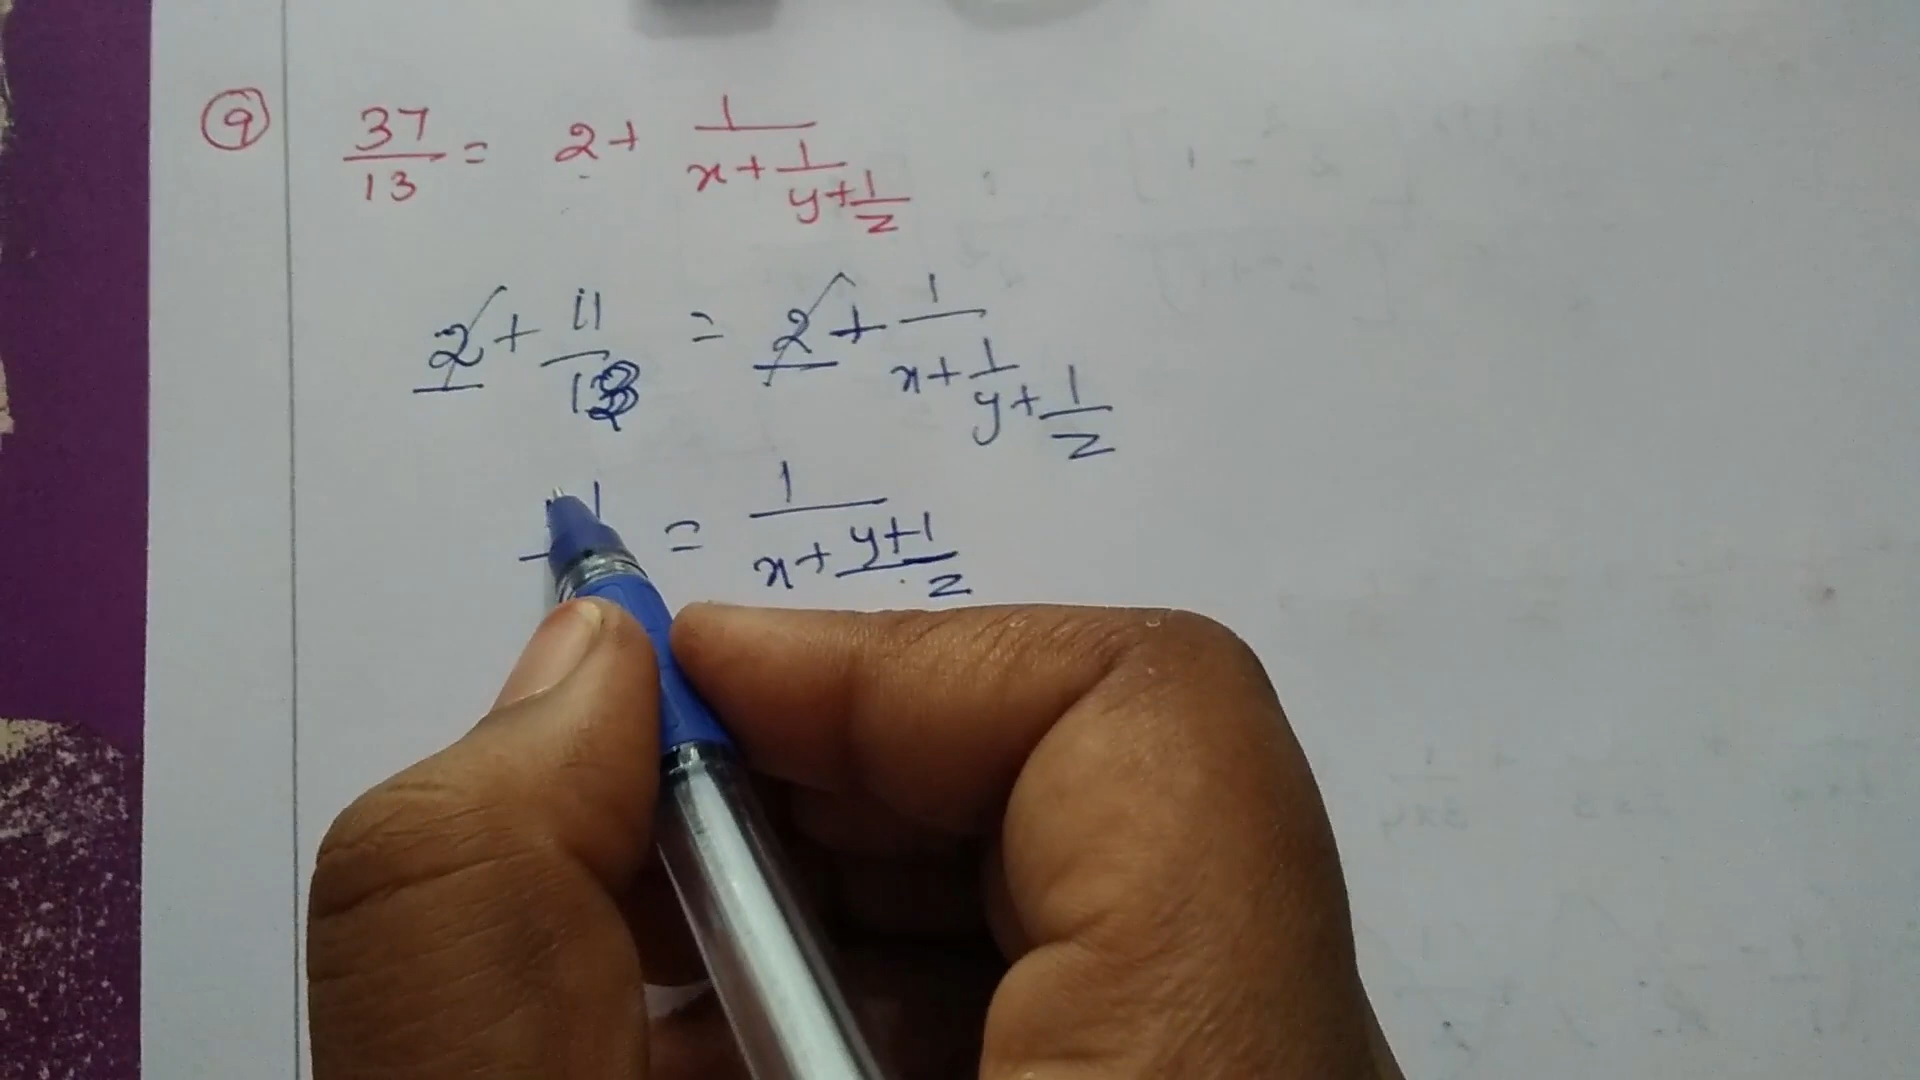 9 37/13 = 2 + 1/(x + 1/(y + 1/z))
2 + 11/13 = 2 + 1/(x + 1/(y + 1/z))
= 1/(x + (y + 1)/z)